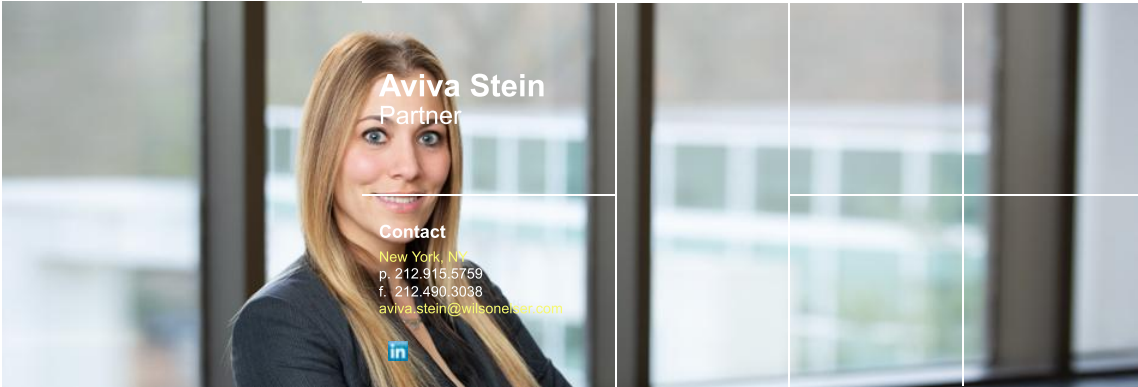 Aviva Stein
Partner
Contact
New York, NY
p. 212.915.5759
f. 212.490.3038
aviva.stein@wilsonelser.com
in